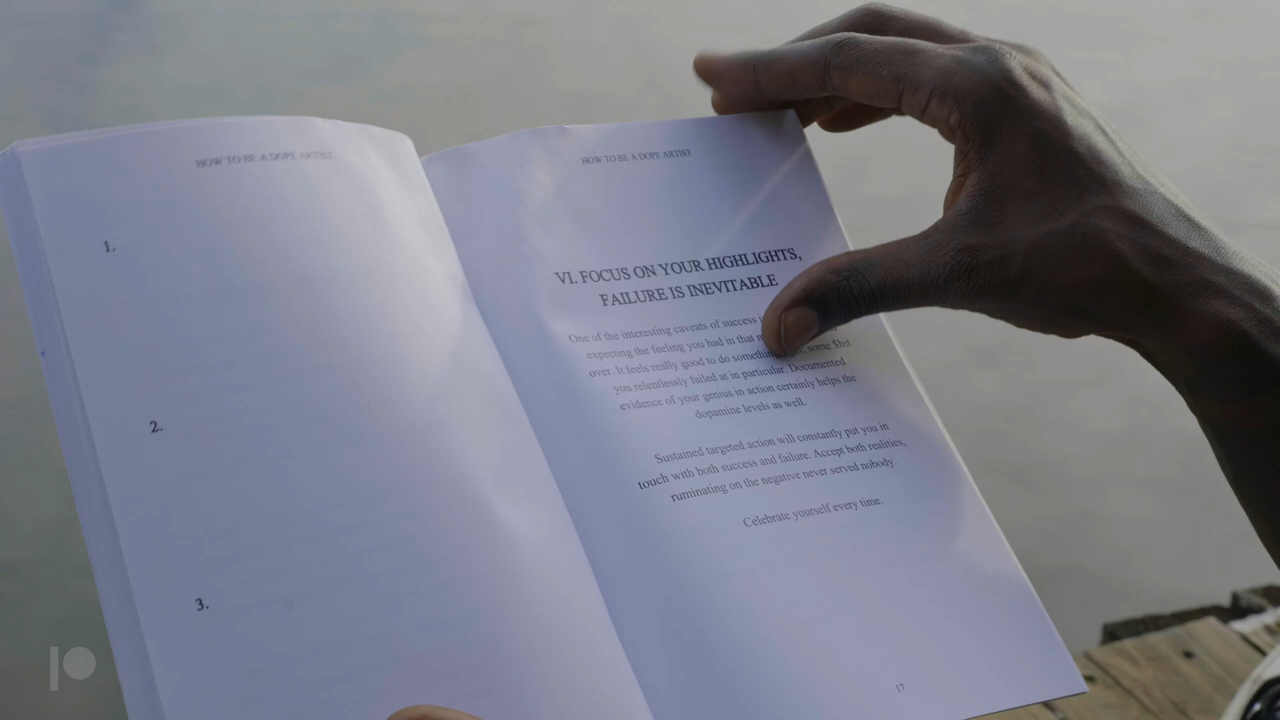 HOW TO BE A DOPE ARTIST
1.
2.
3.
HOW TO BE A DOPE ARTIST
VI. FOCUS ON YOUR HIGHLIGHTS,
FAILURE IS INEVITABLE
One of the interesting caveats of success
expecting the feeling you had in that
over. It feels really good to do something some Shit
you relentlessly failed at in particular. Documented
evidence of your genius in action certainly helps the
dopamine levels as well.
Sustained targeted action will constantly put you in
touch with both success and failure. Accept both realities,
ruminating on the negative never served nobody.
Celebrate yourself every time.
17